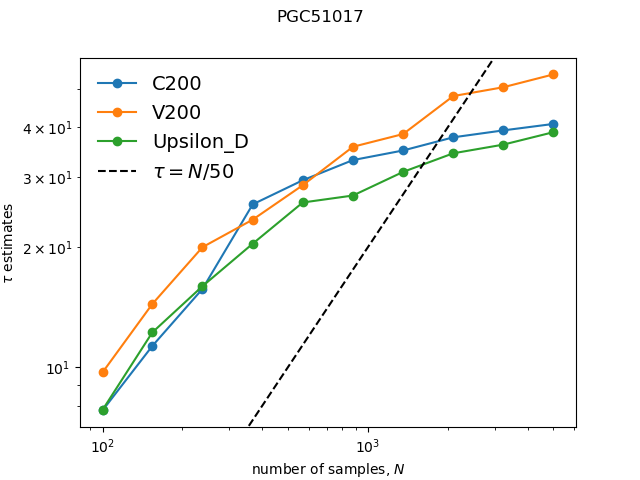 PGC51017
C200
V200
Upsilon_D
τ = N/50
τ estimates
4 × 10¹
3 × 10¹
2 × 10¹
10¹
10²
10³
number of samples, N